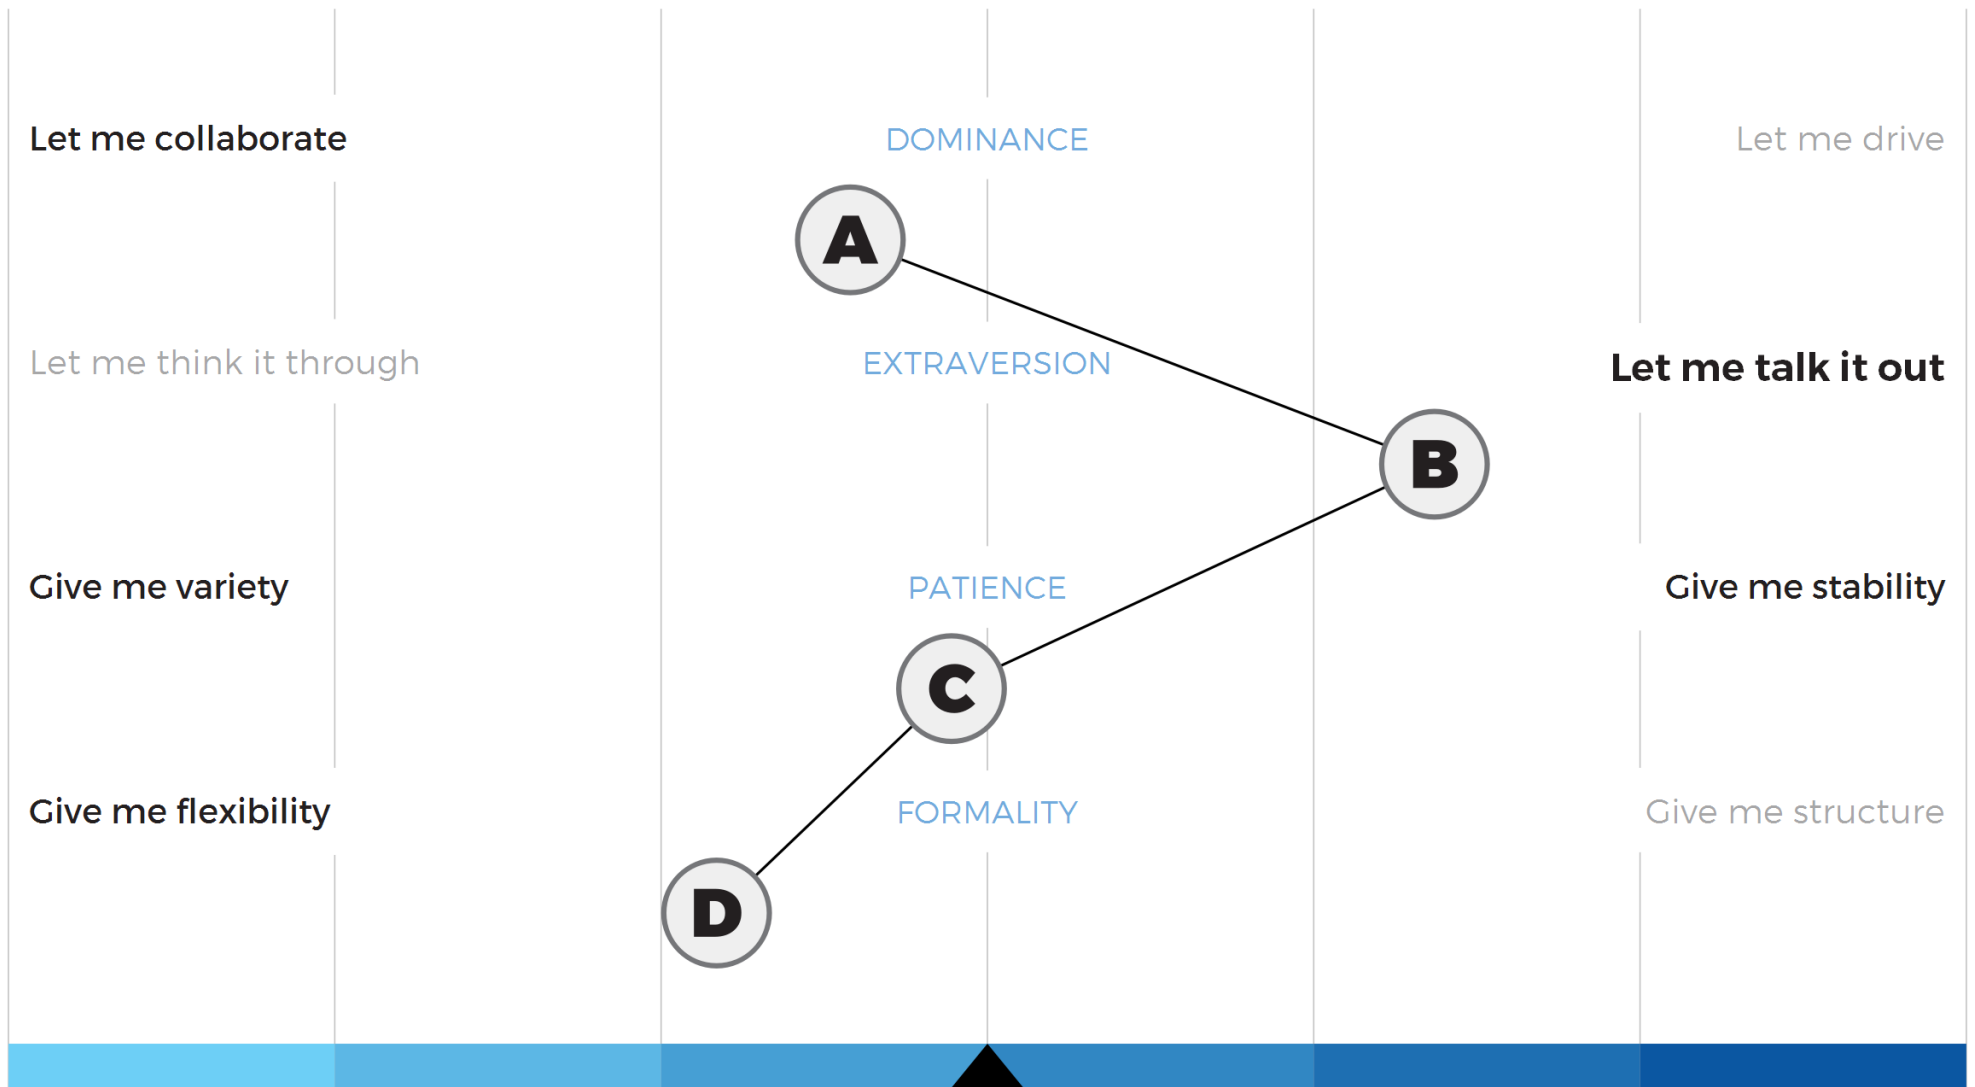 Let me collaborate DOMINANCE Let me drive
A
Let me think it through EXTRAVERSION Let me talk it out
B
Give me variety PATIENCE Give me stability
C
Give me flexibility FORMALITY Give me structure
D